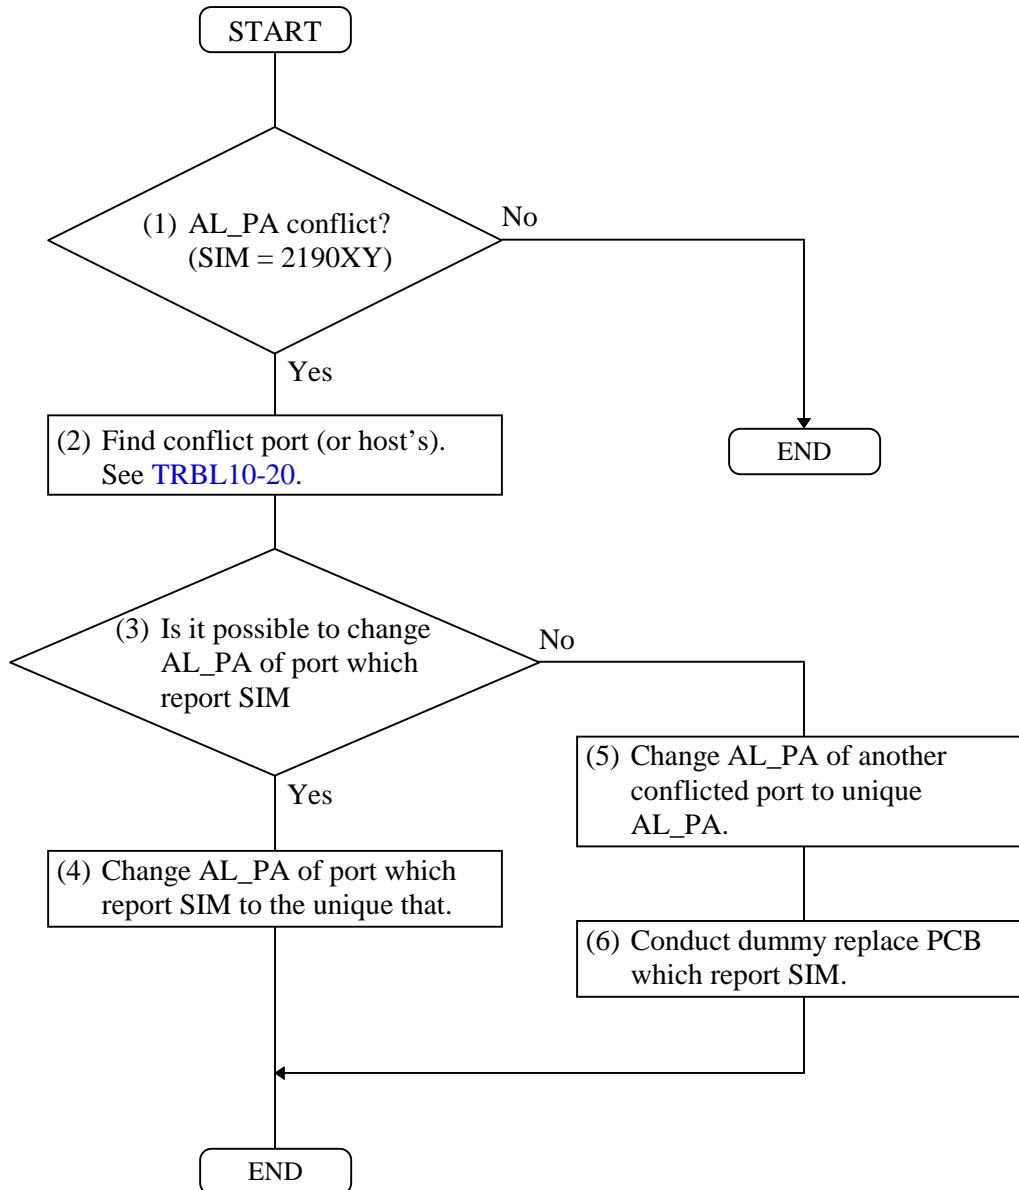 START
(1) AL_PA conflict?
(SIM = 2190XY)
No
Yes
(2) Find conflict port (or host’s).
See TRBL10-20.
END
(3) Is it possible to change
AL_PA of port which
report SIM
No
Yes
(5) Change AL_PA of another
conflicted port to unique
AL_PA.
(4) Change AL_PA of port which
report SIM to the unique that.
(6) Conduct dummy replace PCB
which report SIM.
END